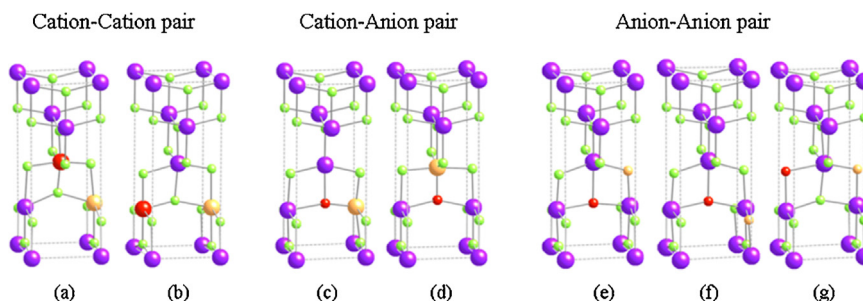 Cation-Cation pair Cation-Anion pair Anion-Anion pair
(a) (b) (c) (d) (e) (f) (g)